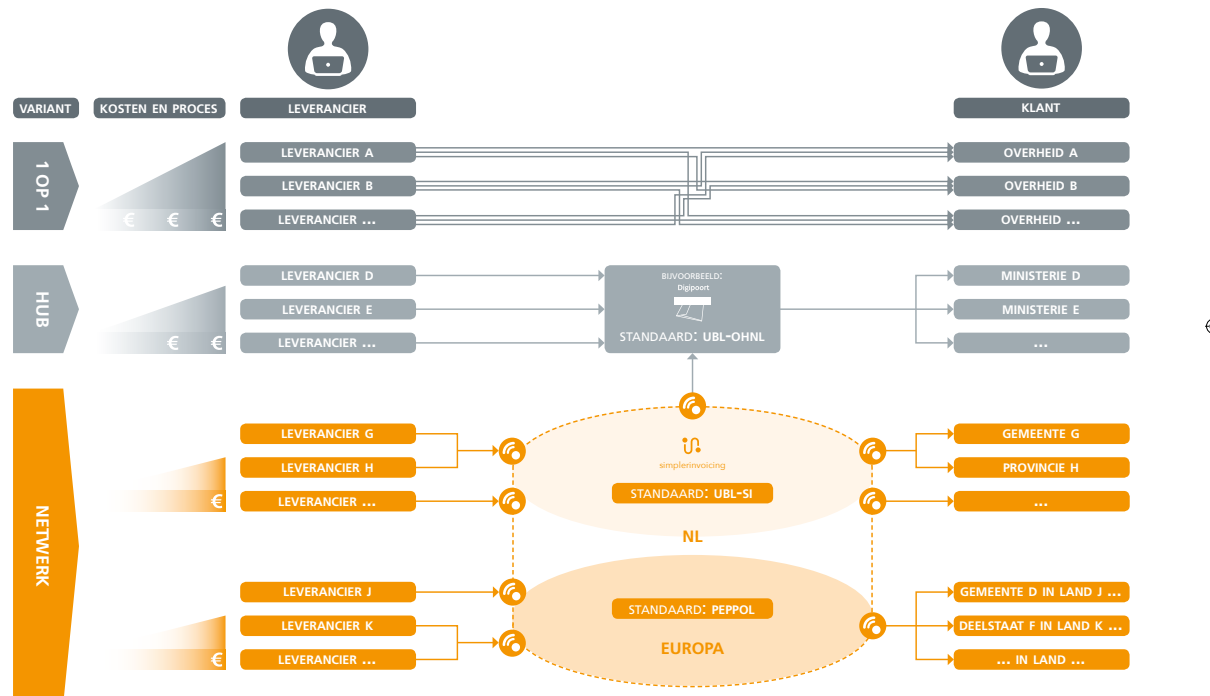 VARIANT
KOSTEN EN PROCES
LEVERANCIER
KLANT
1 OP 1
€ € €
LEVERANCIER A
OVERHEID A
LEVERANCIER B
OVERHEID B
LEVERANCIER ...
OVERHEID ...
HUB
€ €
LEVERANCIER D
LEVERANCIER E
LEVERANCIER ...
BIJVOORBEELD:
Digipoort
STANDAARD: UBL-OHNL
MINISTERIE D
MINISTERIE E
...
€
NETWERK
€
LEVERANCIER G
LEVERANCIER H
LEVERANCIER ...
simplerinvoicing
STANDAARD: UBL-SI
NL
GEMEENTE G
PROVINCIE H
...
€
LEVERANCIER J
LEVERANCIER K
LEVERANCIER ...
STANDAARD: PEPPOL
EUROPA
GEMEENTE D IN LAND J ...
DEELSTAAT F IN LAND K ...
... IN LAND ...